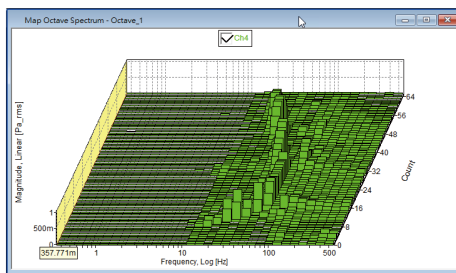 Map Octave Spectrum - Octave_1
Ch4
Magnitude, Linear [Pa_rms]
1
500m
0
357.771m
1
10
100
500
Frequency, Log [Hz]
0
8
16
24
32
40
48
56
64
Count